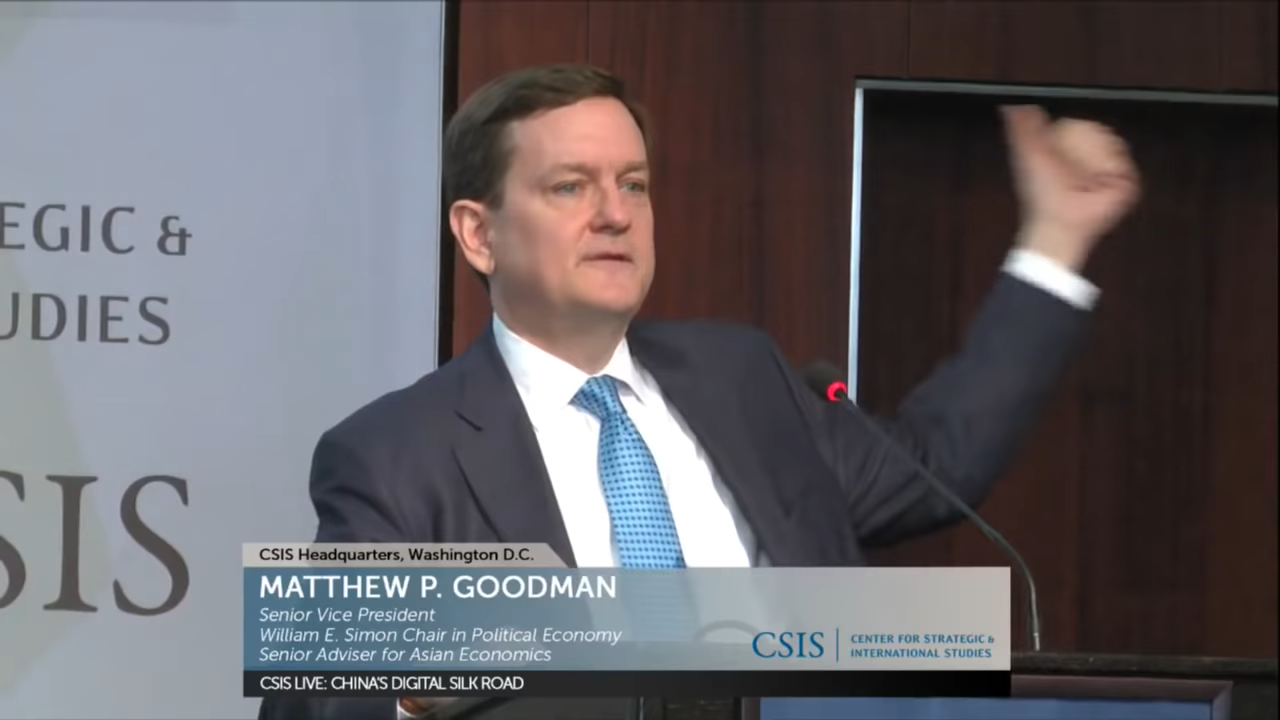 EGIC &
UDIES
SIS
CSIS Headquarters, Washington D.C.
MATTHEW P. GOODMAN
Senior Vice President
William E. Simon Chair in Political Economy
Senior Adviser for Asian Economics
CSIS
CENTER FOR STRATEGIC &
INTERNATIONAL STUDIES
CSIS LIVE: CHINA'S DIGITAL SILK ROAD